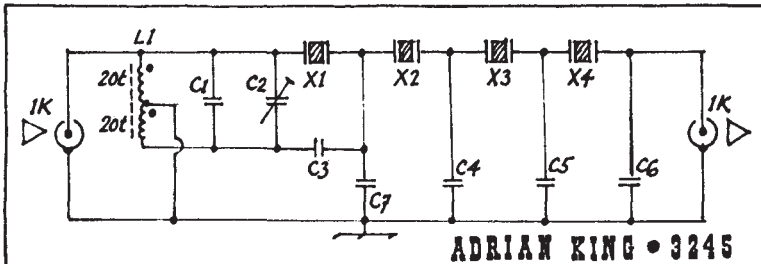 L1
20t
20t
C1
C2
X1
X2
X3
X4
1K
1K
C3
C7
C4
C5
C6
ADRIAN KING • 3245